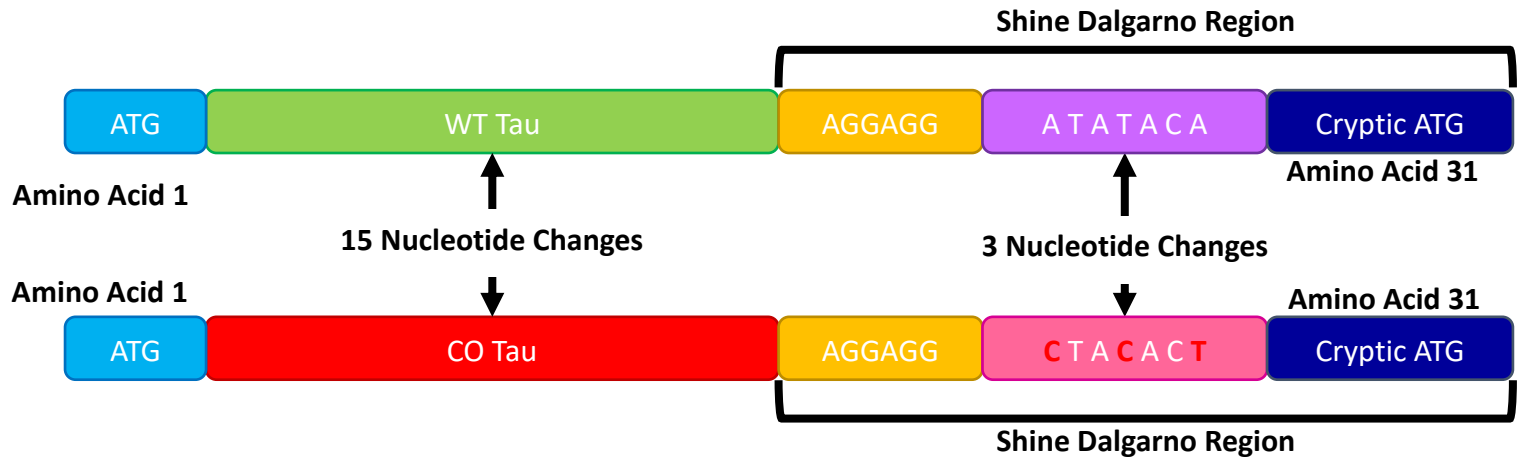 Shine Dalgarno Region
ATG WT Tau AGGAGG A T A T A C A Cryptic ATG
Amino Acid 1 Amino Acid 31
15 Nucleotide Changes 3 Nucleotide Changes
Amino Acid 1 Amino Acid 31
ATG CO Tau AGGAGG C T A C A C T Cryptic ATG
Shine Dalgarno Region